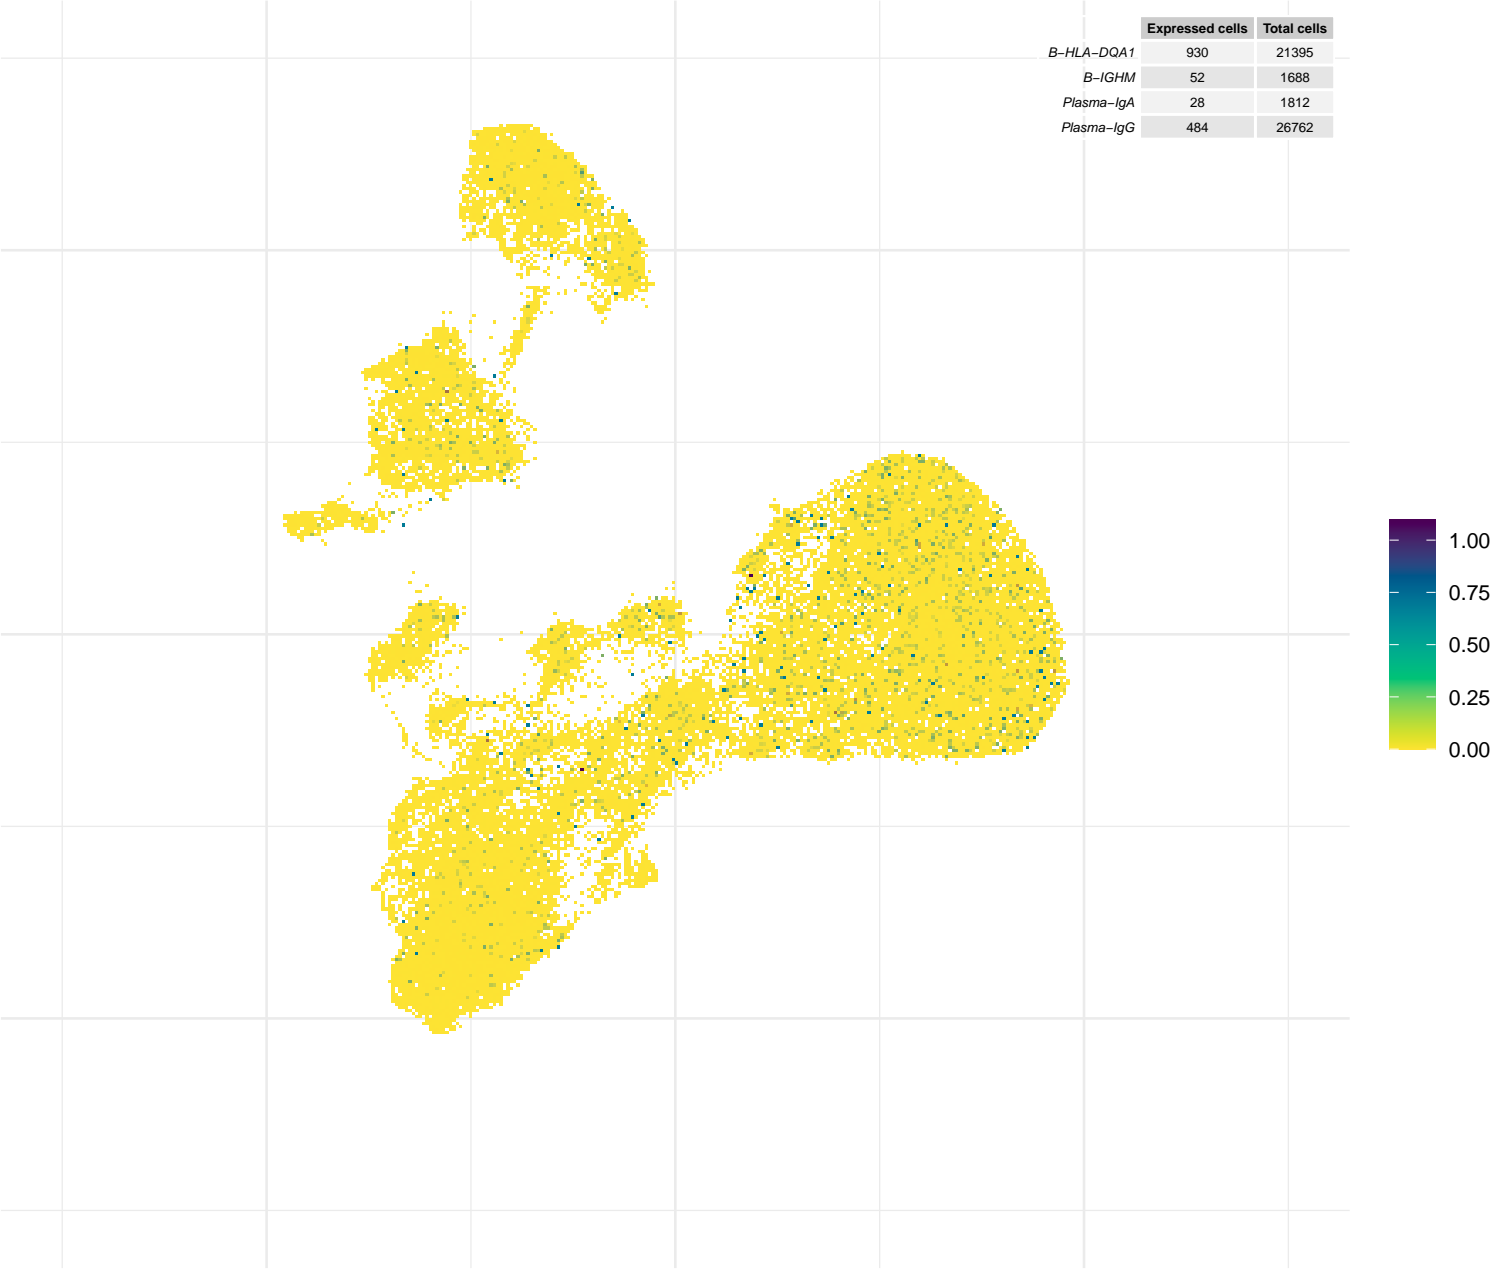 Expressed cells Total cells
B−HLA−DQA1 930 21395
B−IGHM 52 1688
Plasma−IgA 28 1812
Plasma−IgG 484 26762
1.00
0.75
0.50
0.25
0.00